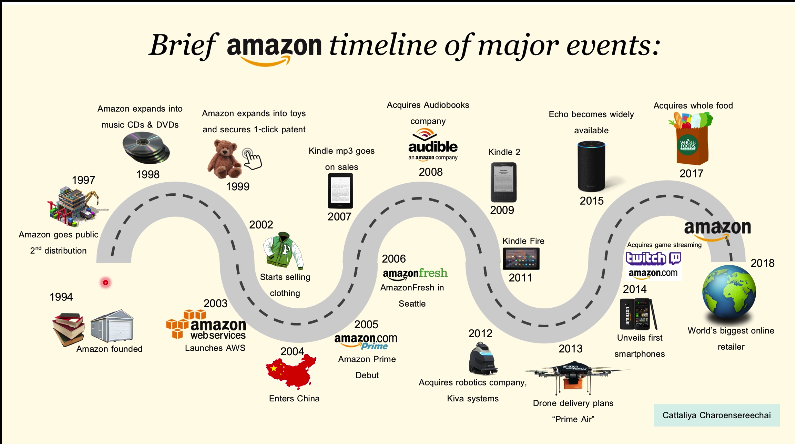 Brief amazon timeline of major events:
1994
Amazon founded
1997
Amazon goes public
2nd distribution
Amazon expands into
music CDs & DVDs
1998
Amazon expands into toys
and secures 1-click patent
1999
2002
Starts selling
clothing
2003
amazon
webservices
Launches AWS
2004
Enters China
2005
amazon.com
Prime
Amazon Prime
Debut
2006
amazonfresh
AmazonFresh in
Seattle
Kindle mp3 goes
on sales
2007
Acquires Audiobooks
company
audible
an amazon company
2008
Kindle 2
2009
Kindle Fire
2011
2012
Acquires robotics company,
Kiva systems
2013
Drone delivery plans
“Prime Air”
Acquires game streaming
twitch
amazon.com
2014
Unveils first
smartphones
Echo becomes widely
available
2015
Acquires whole food
2017
amazon
2018
World's biggest online
retailer
Cattaliya Charoensereechai